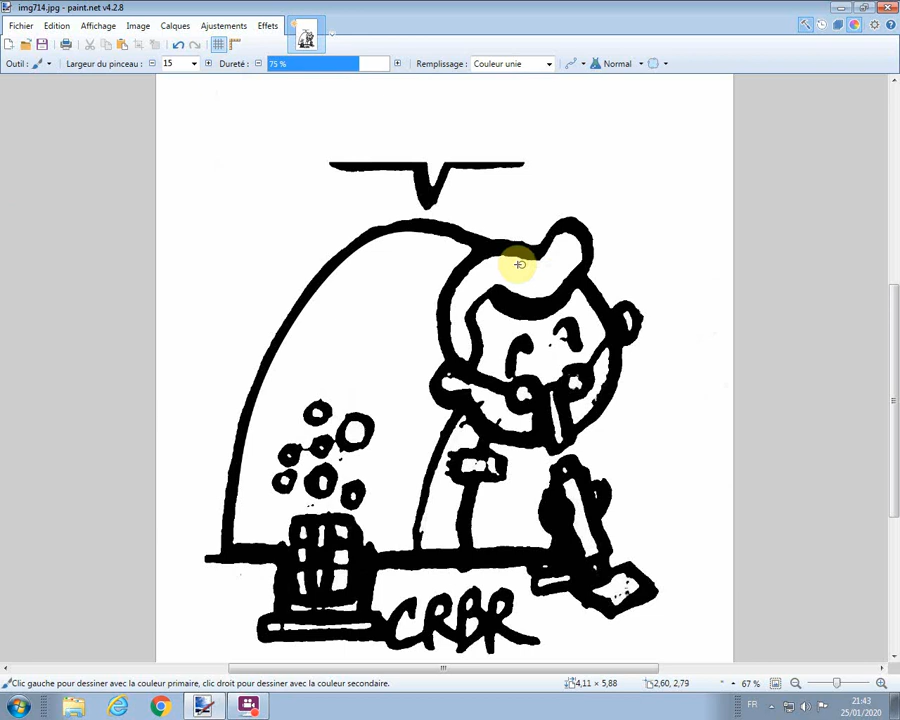 img714.jpg - paint.net v4.2.8
Fichier Edition Affichage Image Calques Ajustements Effets
Outil : Largeur du pinceau : 15 Dureté : 75 % Remplissage : Couleur unie Normal
CRBR
Clic gauche pour dessiner avec la couleur primaire, clic droit pour dessiner avec la couleur secondaire. 4,11 × 5,88 2,60, 2,79 " 67 %
FR 21:43
25/01/2020